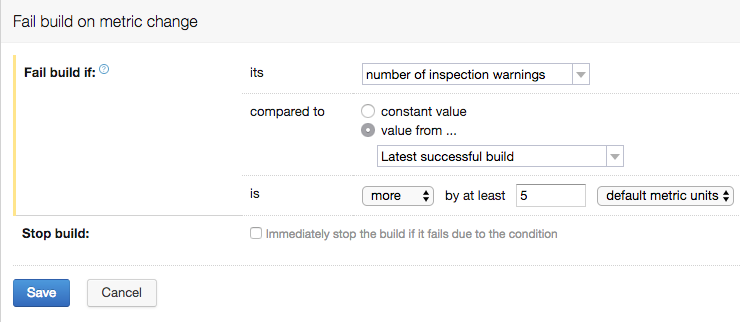 Fail build on metric change
Fail build if: ? its number of inspection warnings
compared to constant value
value from ...
Latest successful build
is more by at least 5 default metric units
Stop build: Immediately stop the build if it fails due to the condition
Save Cancel